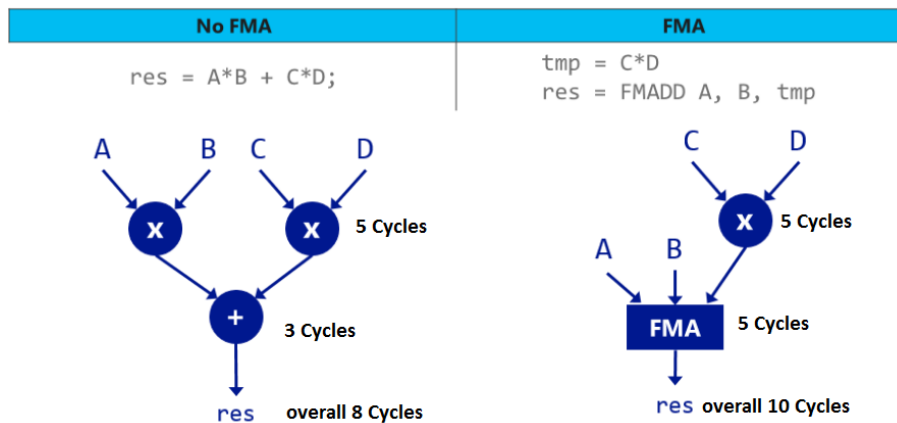 No FMA
FMA
res = A*B + C*D;
tmp = C*D
res = FMADD A, B, tmp
A B C D
x x 5 Cycles
+ 3 Cycles
res overall 8 Cycles
C D
x 5 Cycles
A B
FMA 5 Cycles
res overall 10 Cycles